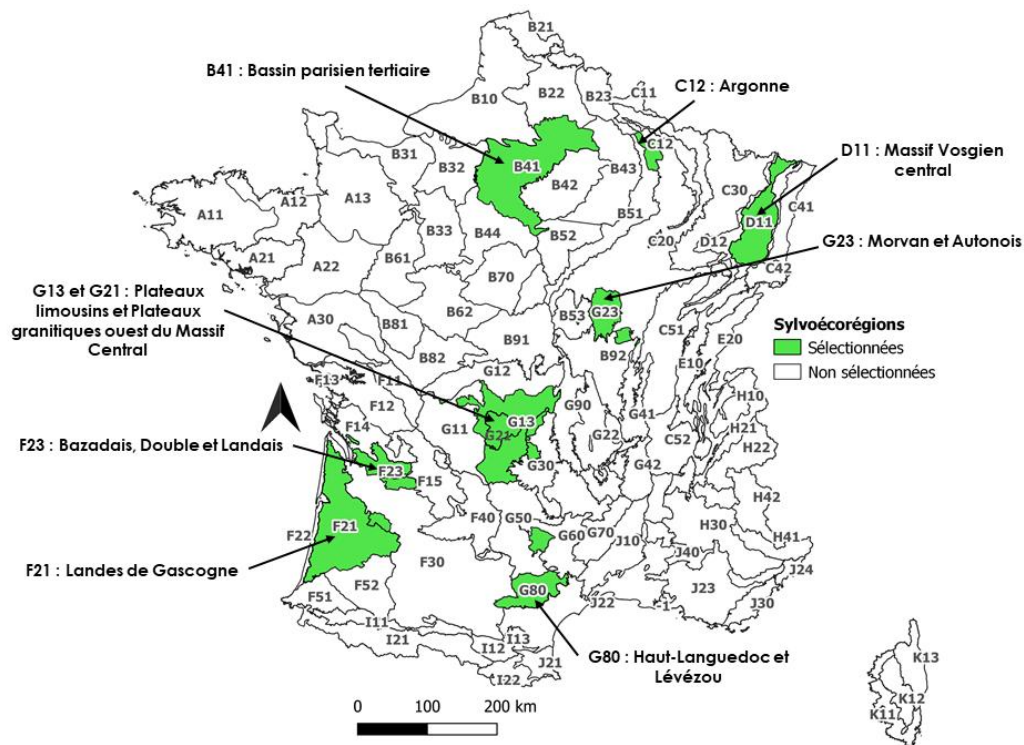 B21
B41 : Bassin parisien tertiaire
B10
B22
B23
C11
C12 : Argonne
B31
B32
B41
B42
B43
C12
C30
D11 : Massif Vosgien
central
A11
A12
A13
B33
B44
B51
B52
C20
D12
D11
C41
C42
G23 : Morvan et Autonois
A21
A22
B61
B70
G13 et G21 : Plateaux
limousins et Plateaux
granitiques ouest du Massif
Central
A30
B81
B62
B82
B91
B53
G23
B92
C51
E20
E10
Sylvoécorégions
Sélectionnées
Non sélectionnées
F13
F11
F12
F14
G12
G11
G13
G21
G90
G22
G30
G41
G42
C52
H10
H21
H22
F23 : Bazadais, Double et Landais
F23
F15
F22
F21
F21 : Landes de Gascogne
F40
G50
G60
G70
J10
H42
H30
H41
J40
J24
F30
F51
F52
G80
J22
J23
J30
I11
I21
I12
I13
I22
J21
G80 : Haut-Languedoc et
Lévézou
K13
K12
K11
0 100 200 km